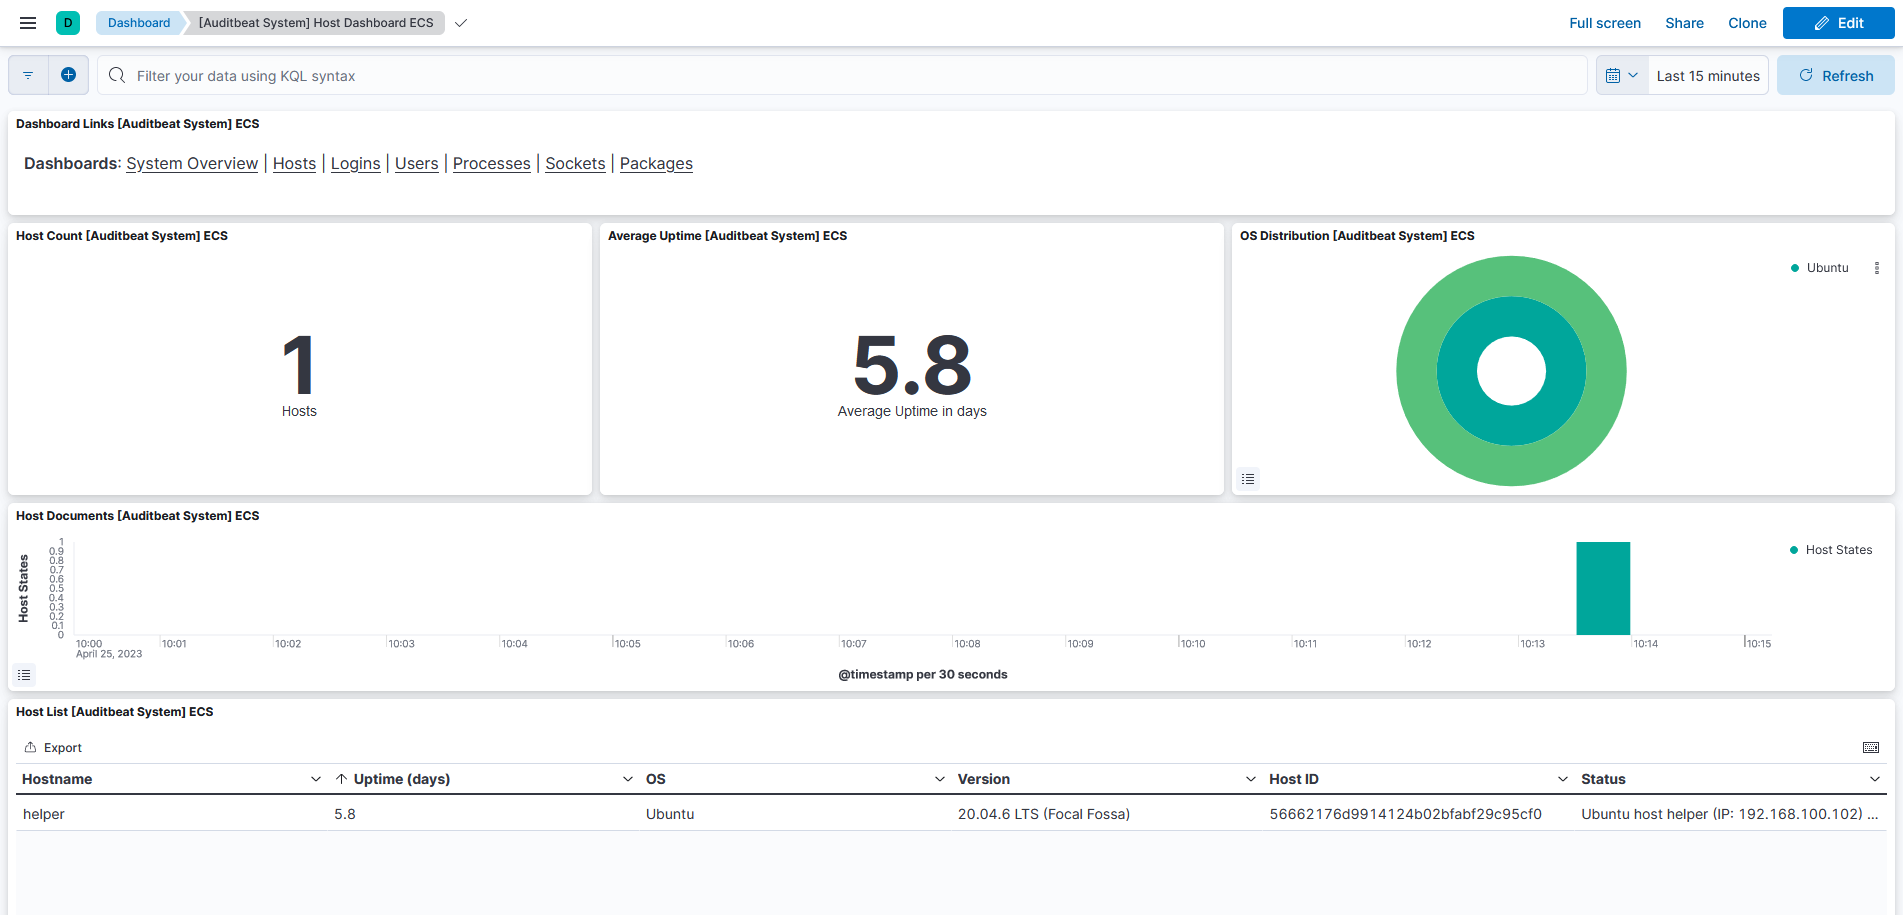 D Dashboard [Auditbeat System] Host Dashboard ECS Full screen Share Clone Edit
Filter your data using KQL syntax Last 15 minutes Refresh
Dashboard Links [Auditbeat System] ECS
Dashboards: System Overview | Hosts | Logins | Users | Processes | Sockets | Packages
Host Count [Auditbeat System] ECS
1
Hosts
Average Uptime [Auditbeat System] ECS
5.8
Average Uptime in days
OS Distribution [Auditbeat System] ECS
Ubuntu
Host Documents [Auditbeat System] ECS
Host States
1
0.9
0.8
0.7
0.6
0.5
0.4
0.3
0.2
0.1
0
10:00 10:01 10:02 10:03 10:04 10:05 10:06 10:07 10:08 10:09 10:10 10:11 10:12 10:13 10:14 10:15
April 25, 2023
@timestamp per 30 seconds
Host States
Host List [Auditbeat System] ECS
Export
Hostname Uptime (days) OS Version Host ID Status
helper 5.8 Ubuntu 20.04.6 LTS (Focal Fossa) 56662176d9914124b02bfabf29c95cf0 Ubuntu host helper (IP: 192.168.100.102) ...